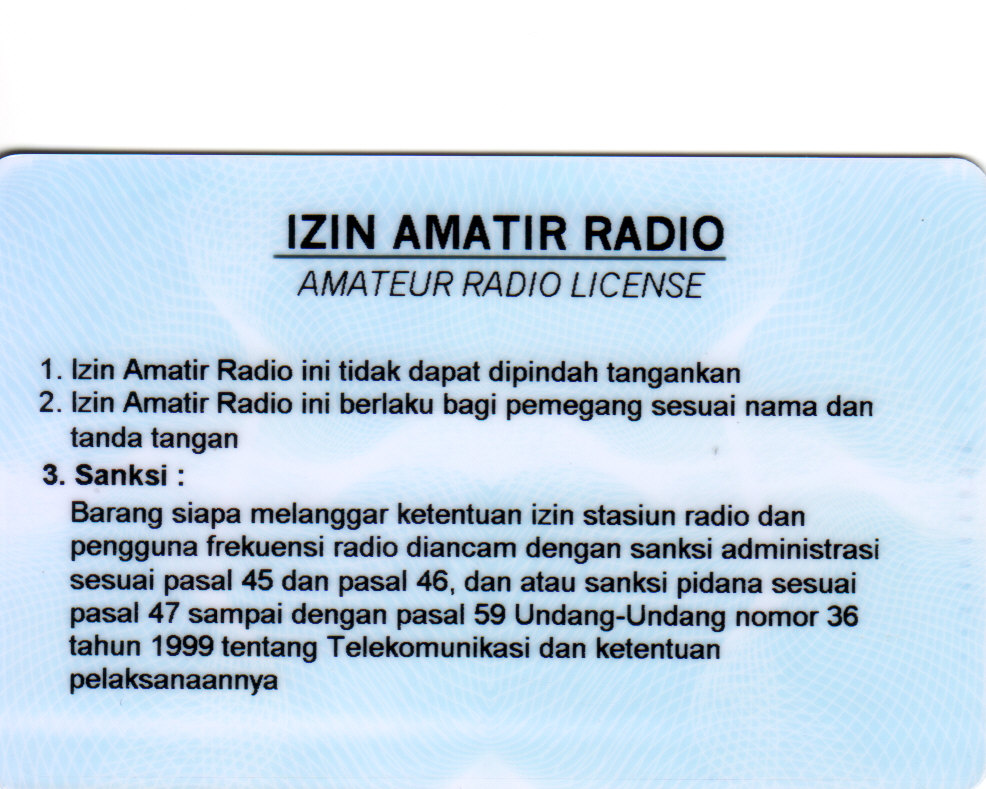 IZIN AMATIR RADIO
AMATEUR RADIO LICENSE
1. Izin Amatir Radio ini tidak dapat dipindah tangankan
2. Izin Amatir Radio ini berlaku bagi pemegang sesuai nama dan
tanda tangan
3. Sanksi :
Barang siapa melanggar ketentuan izin stasiun radio dan
pengguna frekuensi radio diancam dengan sanksi administrasi
sesuai pasal 45 dan pasal 46, dan atau sanksi pidana sesuai
pasal 47 sampai dengan pasal 59 Undang-Undang nomor 36
tahun 1999 tentang Telekomunikasi dan ketentuan
pelaksanaannya